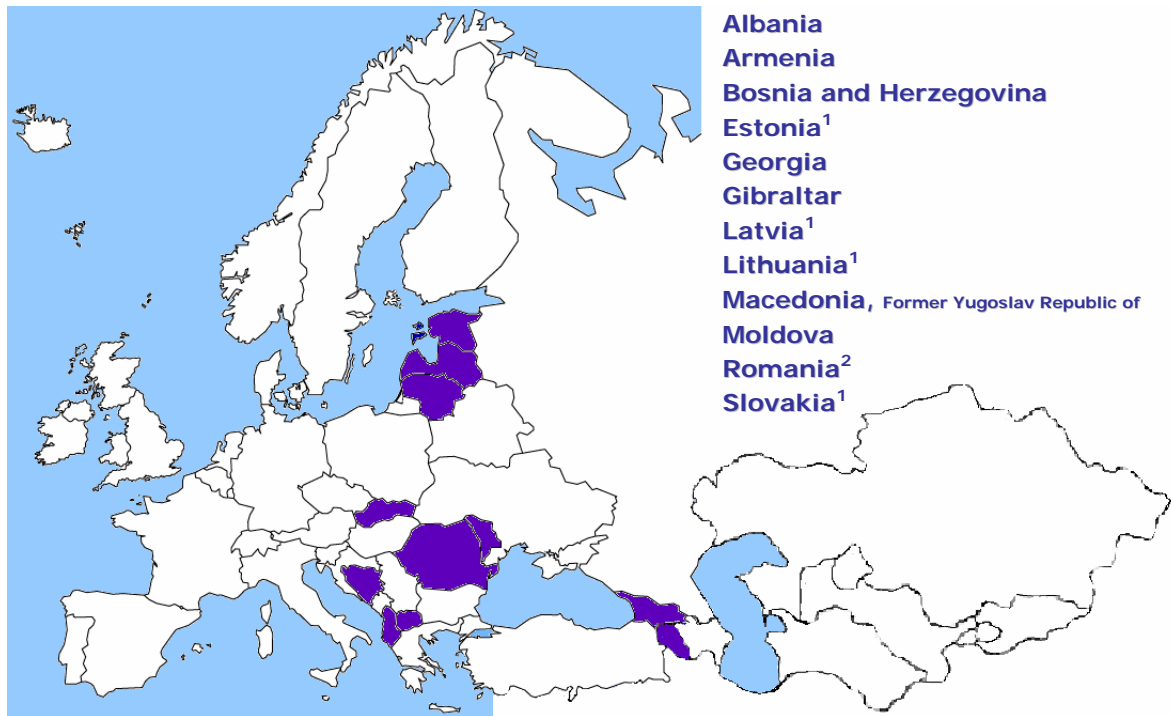 Albania
Armenia
Bosnia and Herzegovina
Estonia¹
Georgia
Gibraltar
Latvia¹
Lithuania¹
Macedonia, Former Yugoslav Republic of
Moldova
Romania²
Slovakia¹